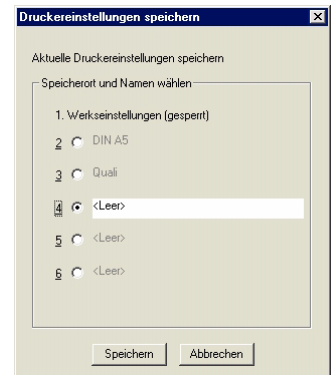 Druckereinstellungen speichern
Aktuelle Druckereinstellungen speichern
Speicherort und Namen wählen
1. Werkseinstellungen (gesperrt)
2 DIN A5
3 Quali
4 <Leer>
5 <Leer>
6 <Leer>
Speichern Abbrechen